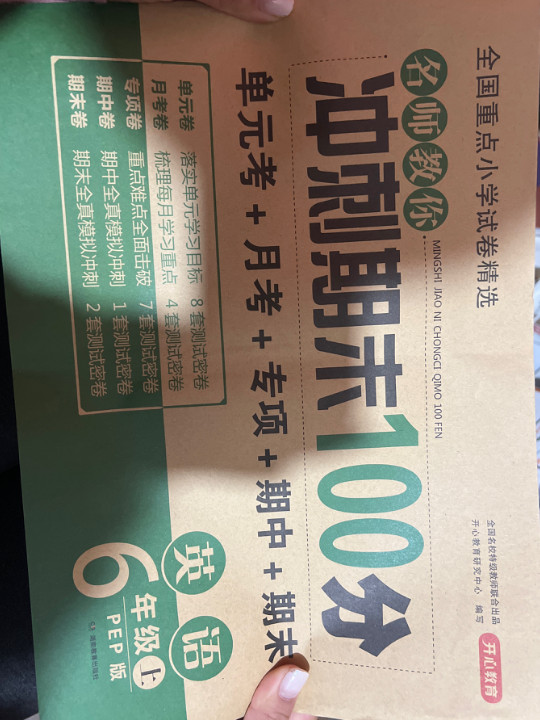 全国重点小学试卷精选
全国名校特级教师联合出品
开心教育研究中心 编写
开心教育
名师教你
MINGSHI JIAO NI CHONGCI QIMO 100 FEN
冲刺期末100分
单元考+月考+专项+期中+期末
单元卷 落实单元学习目标 8套测试密卷
月考卷 梳理每月学习重点 4套测试密卷
专项卷 重点难点全面击破 7套测试密卷
期中卷 期中全真模拟冲刺 1套测试密卷
期末卷 期末全真模拟冲刺 2套测试密卷
英语
6年级上
PEP版